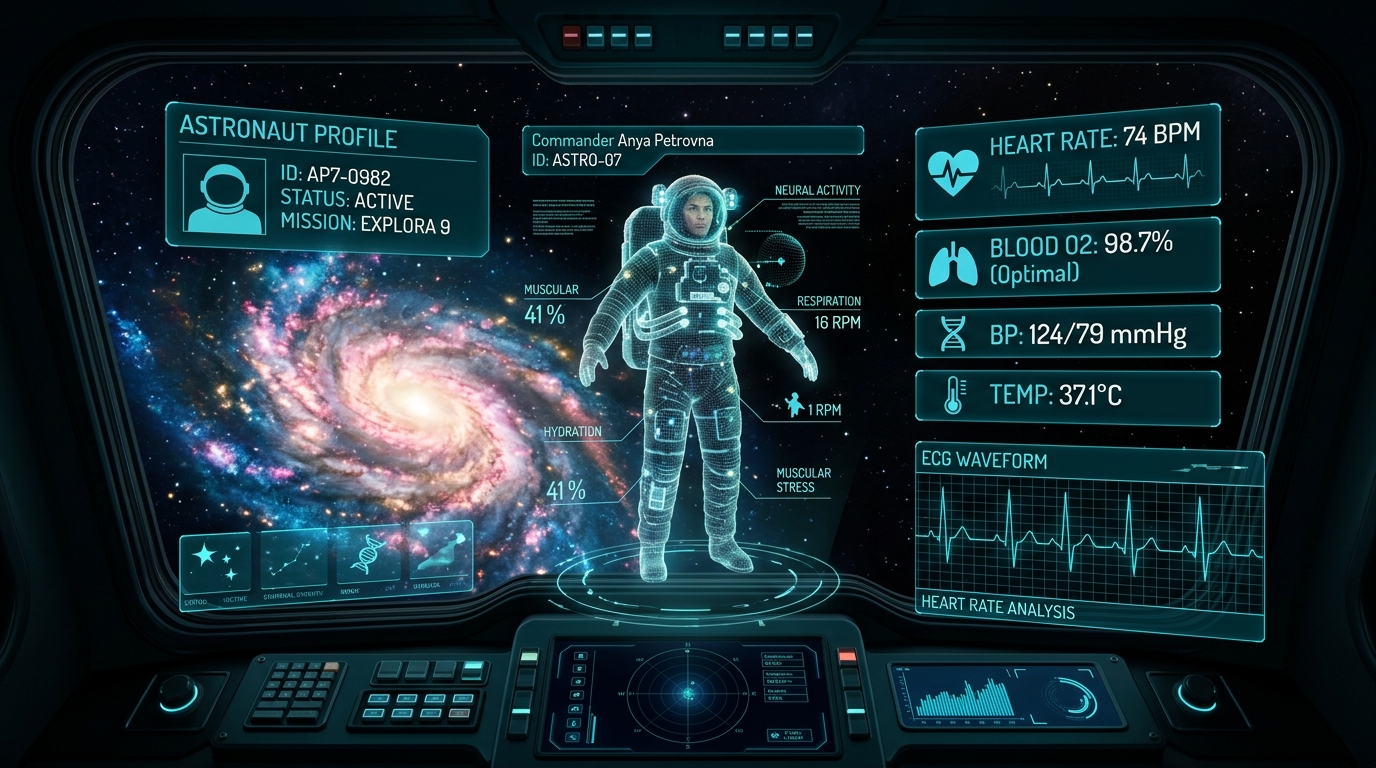 ASTRONAUT PROFILE
ID: AP7-0982
STATUS: ACTIVE
MISSION: EXPLORA 9
Commander Anya Petrovna
ID: ASTRO-07
NEURAL ACTIVITY
MUSCULAR
41%
RESPIRATION
16 RPM
1 RPM
HYDRATION
41%
MUSCULAR
STRESS
HEART RATE: 74 BPM
BLOOD O2: 98.7%
(Optimal)
BP: 124/79 mmHg
TEMP: 37.1°C
ECG WAVEFORM
HEART RATE ANALYSIS